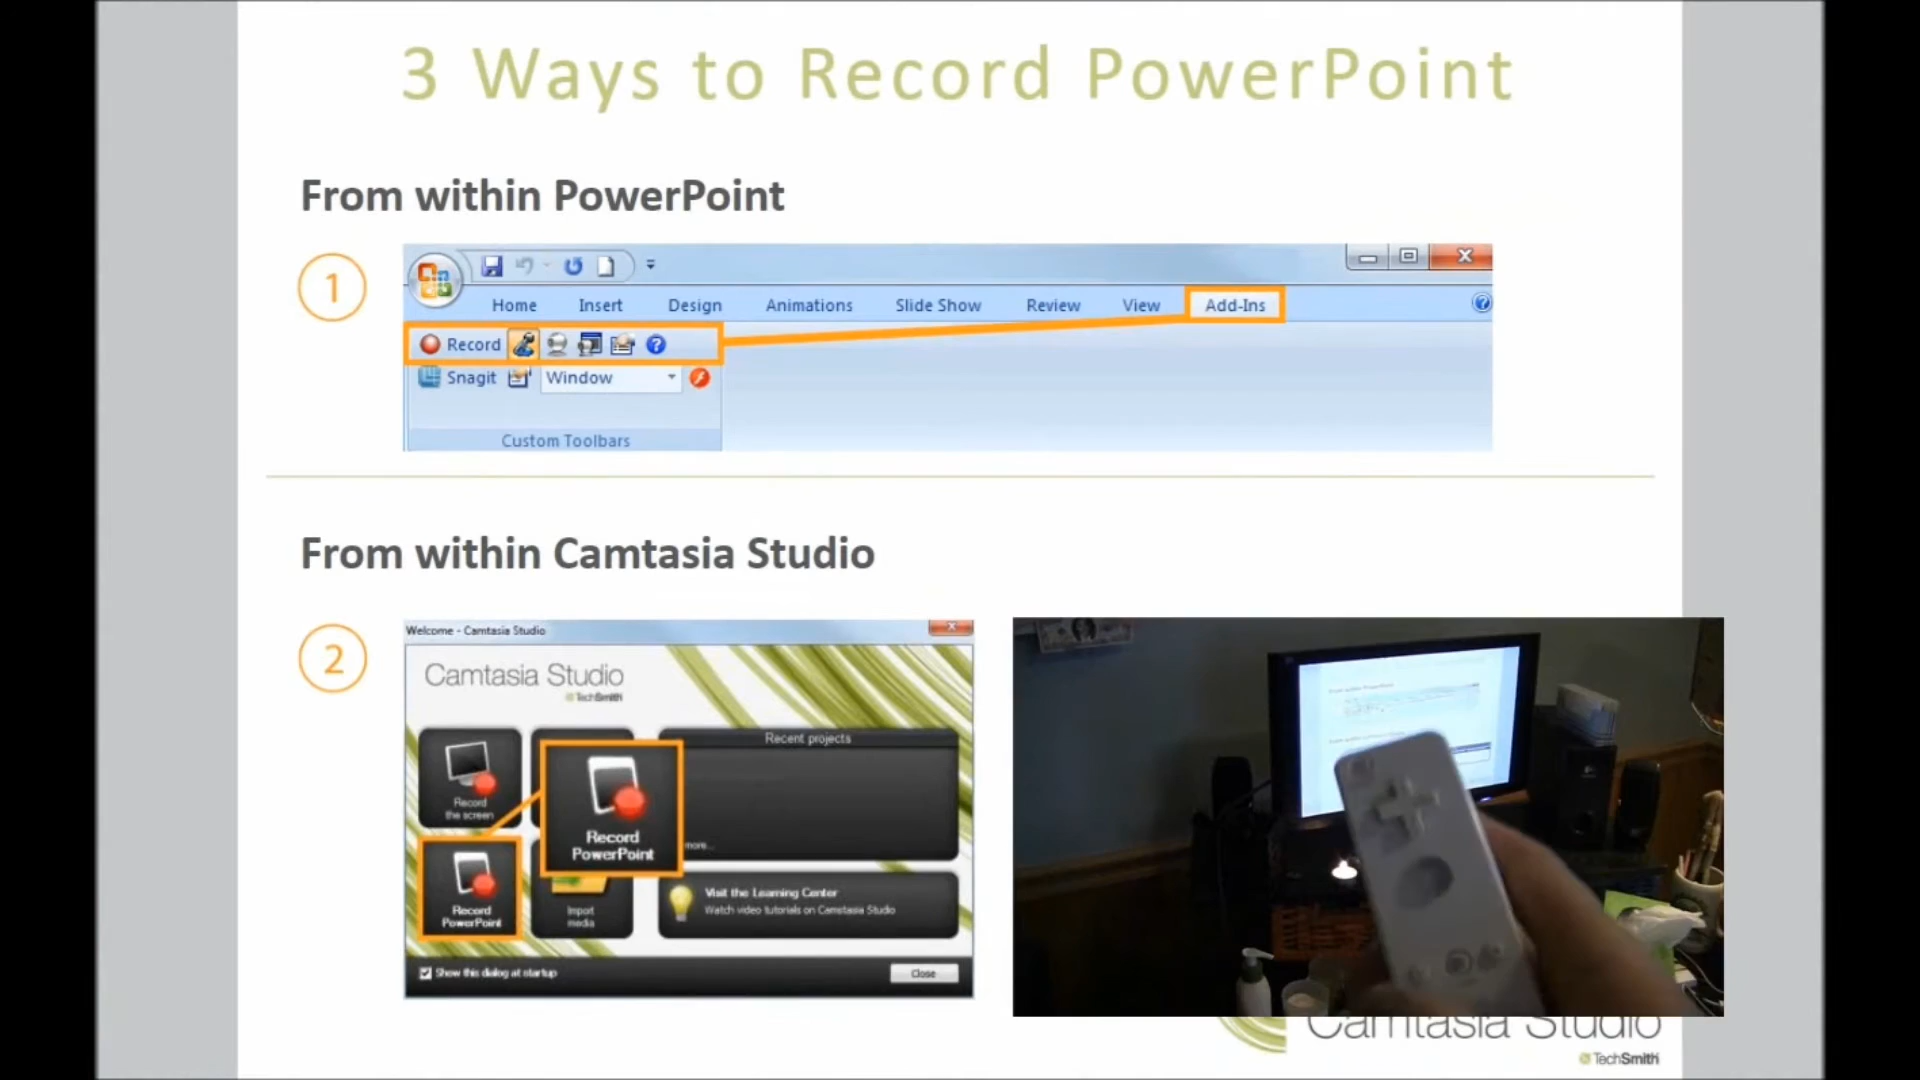 3 Ways to Record PowerPoint
From within PowerPoint
1
Home Insert Design Animations Slide Show Review View Add-Ins
Record
Snagit Window
Custom Toolbars
From within Camtasia Studio
2
Welcome - Camtasia Studio
Camtasia Studio
TechSmith
Recent projects
Record
the screen
Record
PowerPoint
more...
Record
PowerPoint
Import
media
Visit the Learning Center
Watch video tutorials on Camtasia Studio
Show this dialog at startup
Close
Camtasia Studio
TechSmith